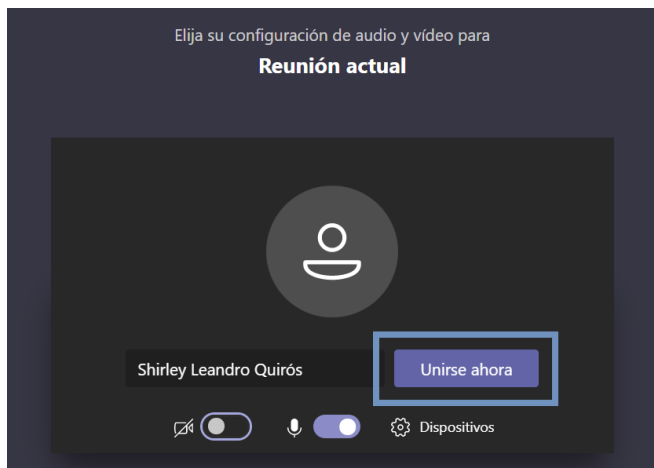 Elija su configuración de audio y vídeo para
Reunión actual
Shirley Leandro Quirós
Unirse ahora
Dispositivos